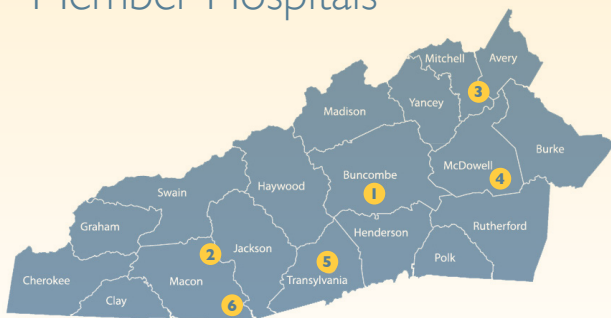 Member Hospitals
Mitchell
Avery
3
Madison
Yancey
Burke
McDowell
4
Buncombe
1
Haywood
Swain
Rutherford
Henderson
Graham
Jackson
2
Polk
5
Transylvania
Cherokee
Macon
Clay
6